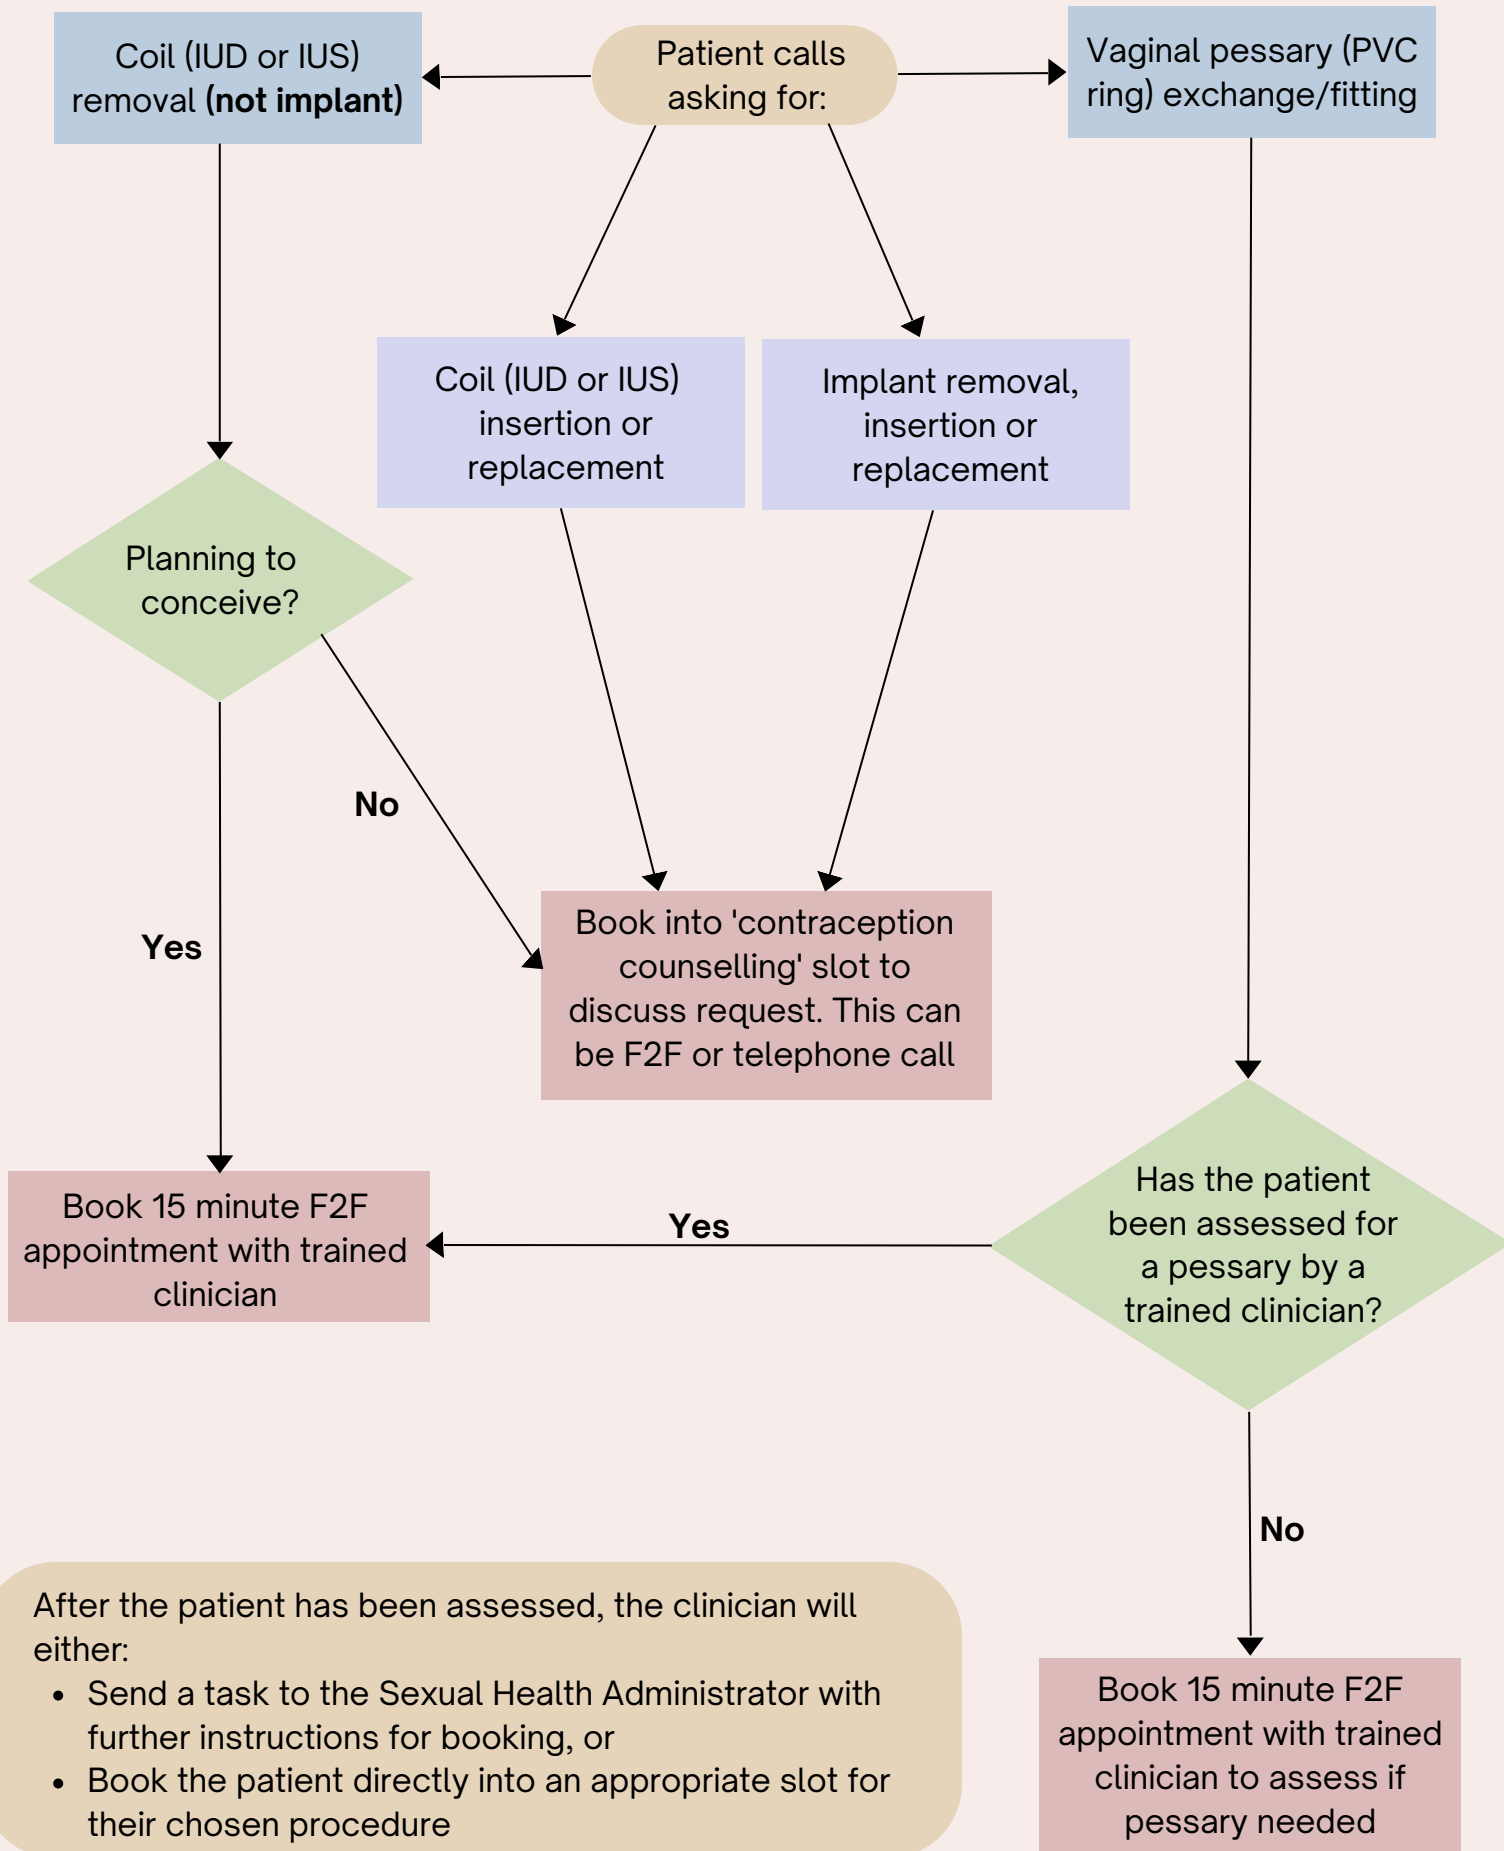 Coil (IUD or IUS)
removal (not implant)
Patient calls
asking for:
Vaginal pessary (PVC
ring) exchange/fitting
Coil (IUD or IUS)
insertion or
replacement
Implant removal,
insertion or
replacement
Planning to
conceive?
No
Yes
Book into 'contraception
counselling' slot to
discuss request. This can
be F2F or telephone call
Book 15 minute F2F
appointment with trained
clinician
Yes
Has the patient
been assessed for
a pessary by a
trained clinician?
No
After the patient has been assessed, the clinician will
either:
• Send a task to the Sexual Health Administrator with
further instructions for booking, or
• Book the patient directly into an appropriate slot for
their chosen procedure
Book 15 minute F2F
appointment with trained
clinician to assess if
pessary needed